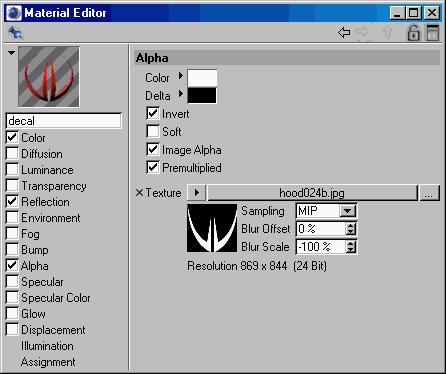 Material Editor
decal
Color
Diffusion
Luminance
Transparency
Reflection
Environment
Fog
Bump
Alpha
Specular
Specular Color
Glow
Displacement
Illumination
Assignment
Alpha
Color
Delta
Invert
Soft
Image Alpha
Premultiplied
Texture hood024b.jpg ...
Sampling MIP
Blur Offset 0 %
Blur Scale -100 %
Resolution 869 x 844 (24 Bit)